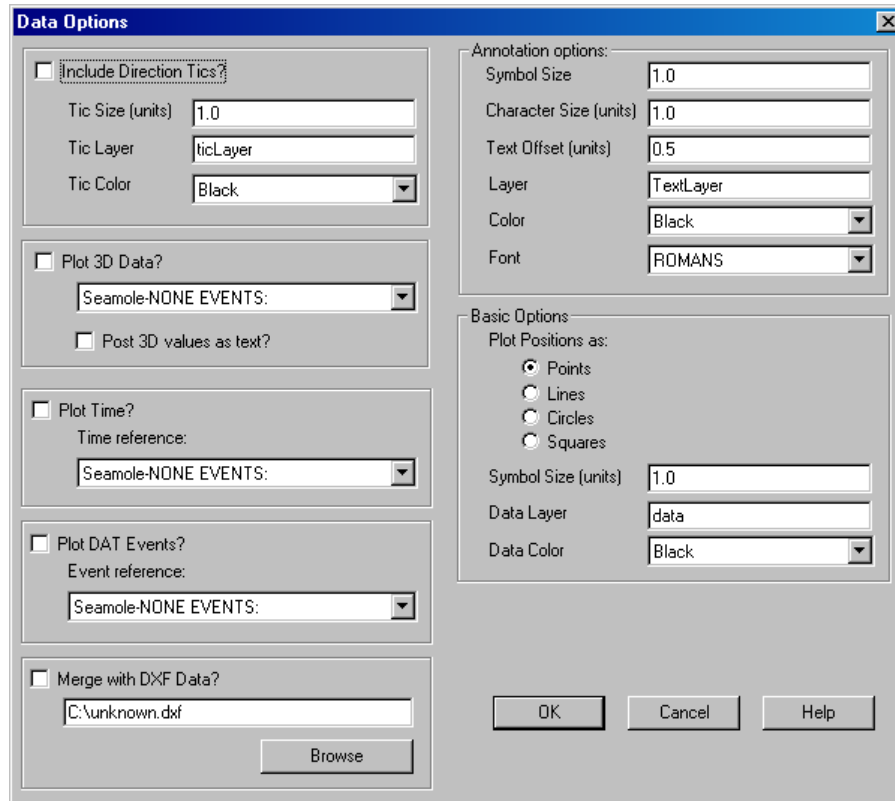 Data Options
Include Direction Tics?
Tic Size (units) 1.0
Tic Layer ticLayer
Tic Color Black
Plot 3D Data?
Seamole-NONE EVENTS:
Post 3D values as text?
Plot Time?
Time reference:
Seamole-NONE EVENTS:
Plot DAT Events?
Event reference:
Seamole-NONE EVENTS:
Merge with DXF Data?
C:\unknown.dxf
Browse
Annotation options:
Symbol Size 1.0
Character Size (units) 1.0
Text Offset (units) 0.5
Layer TextLayer
Color Black
Font ROMANS
Basic Options
Plot Positions as:
Points
Lines
Circles
Squares
Symbol Size (units) 1.0
Data Layer data
Data Color Black
OK Cancel Help